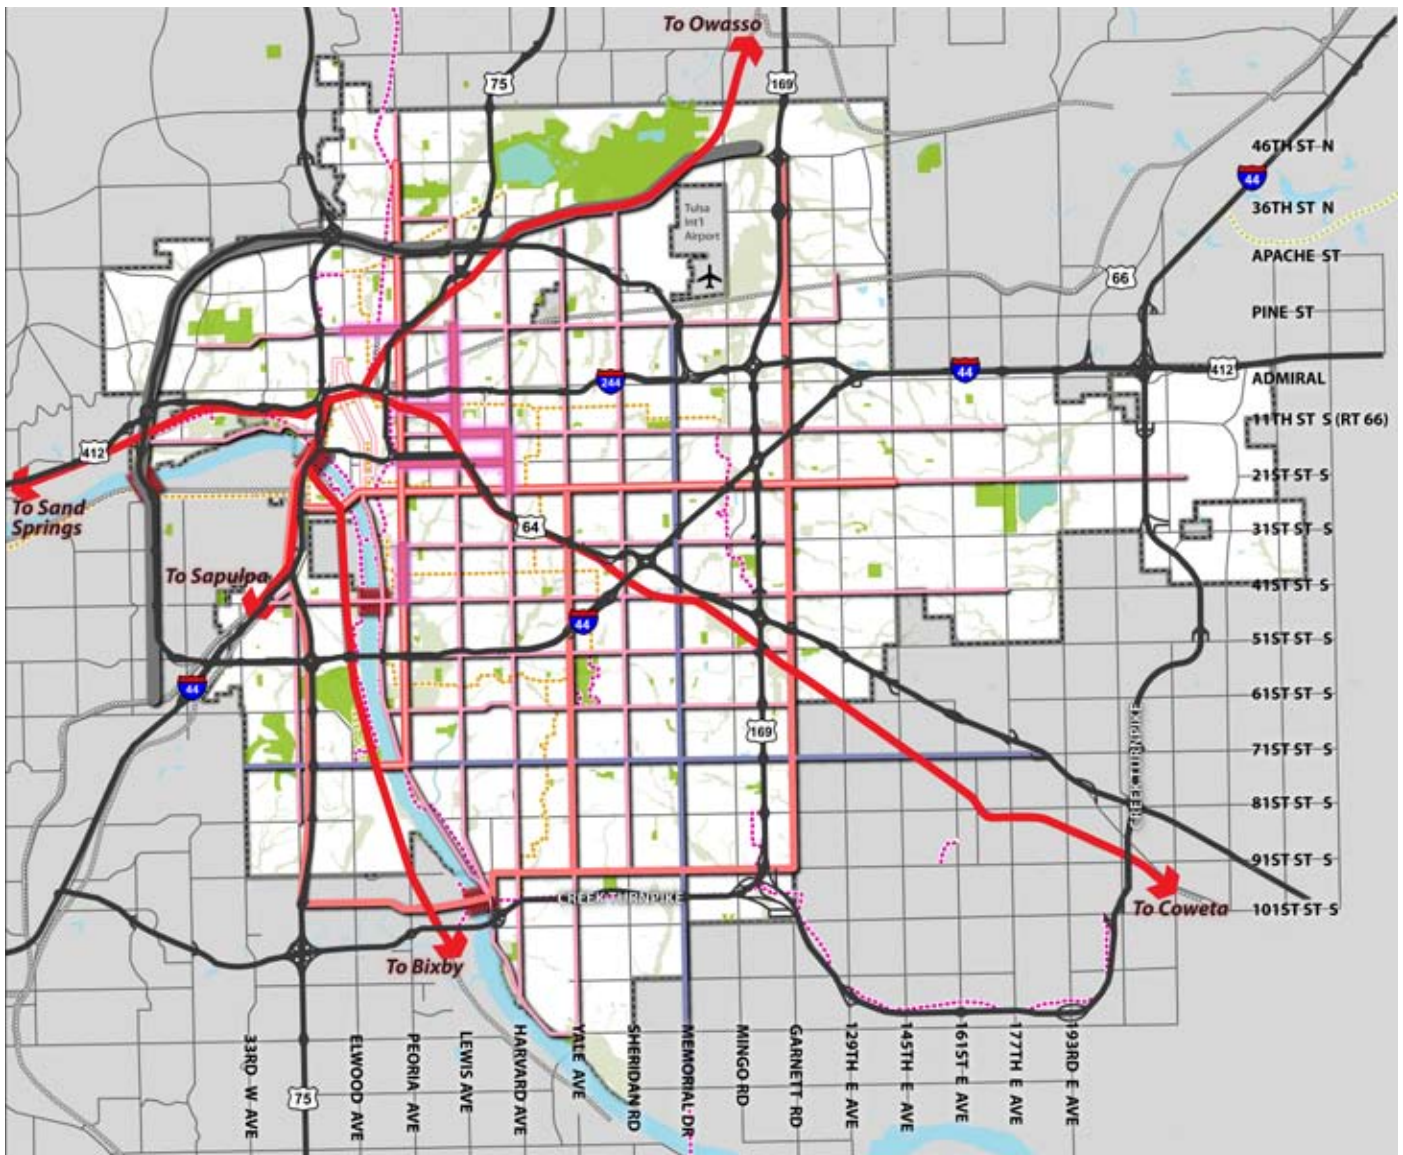 To Owasso
75
169
46TH ST N
44
36TH ST N
Tulsa
Int'l
Airport
APACHE ST
66
PINE ST
244
44
412
ADMIRAL
11TH ST S (RT 66)
412
21ST ST S
To Sand
Springs
64
31ST ST S
To Sapulpa
41ST ST S
44
51ST ST S
44
61ST ST S
169
71ST ST S
CREEK TURNPIKE
81ST ST S
91ST ST S
CREEK TURNPIKE
To Coweta
101ST ST S
To Bixby
33RD W AVE
ELWOOD AVE
PEORIA AVE
LEWIS AVE
HARVARD AVE
YALE AVE
SHERIDAN RD
MEMORIAL DR
MINGO RD
GARNETT RD
129TH E AVE
145TH E AVE
161ST E AVE
177TH E AVE
193RD E AVE
75